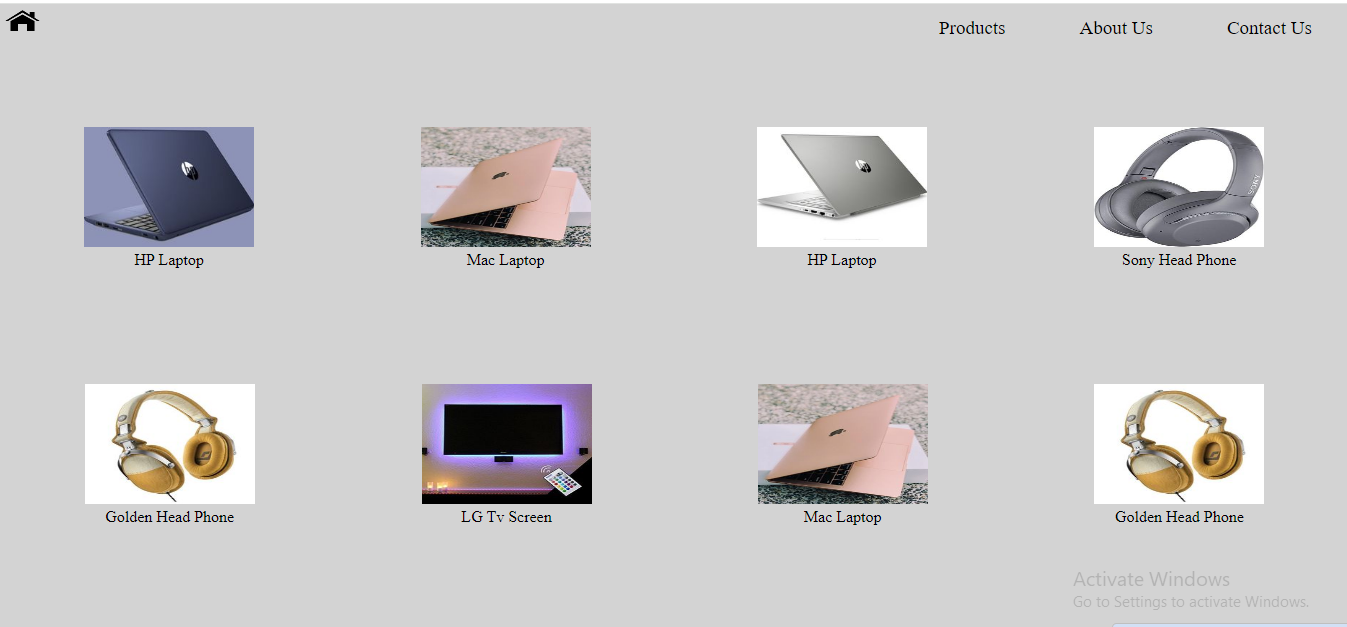 Products About Us Contact Us
HP Laptop Mac Laptop HP Laptop Sony Head Phone
Golden Head Phone LG Tv Screen Mac Laptop Golden Head Phone
Activate Windows
Go to Settings to activate Windows.